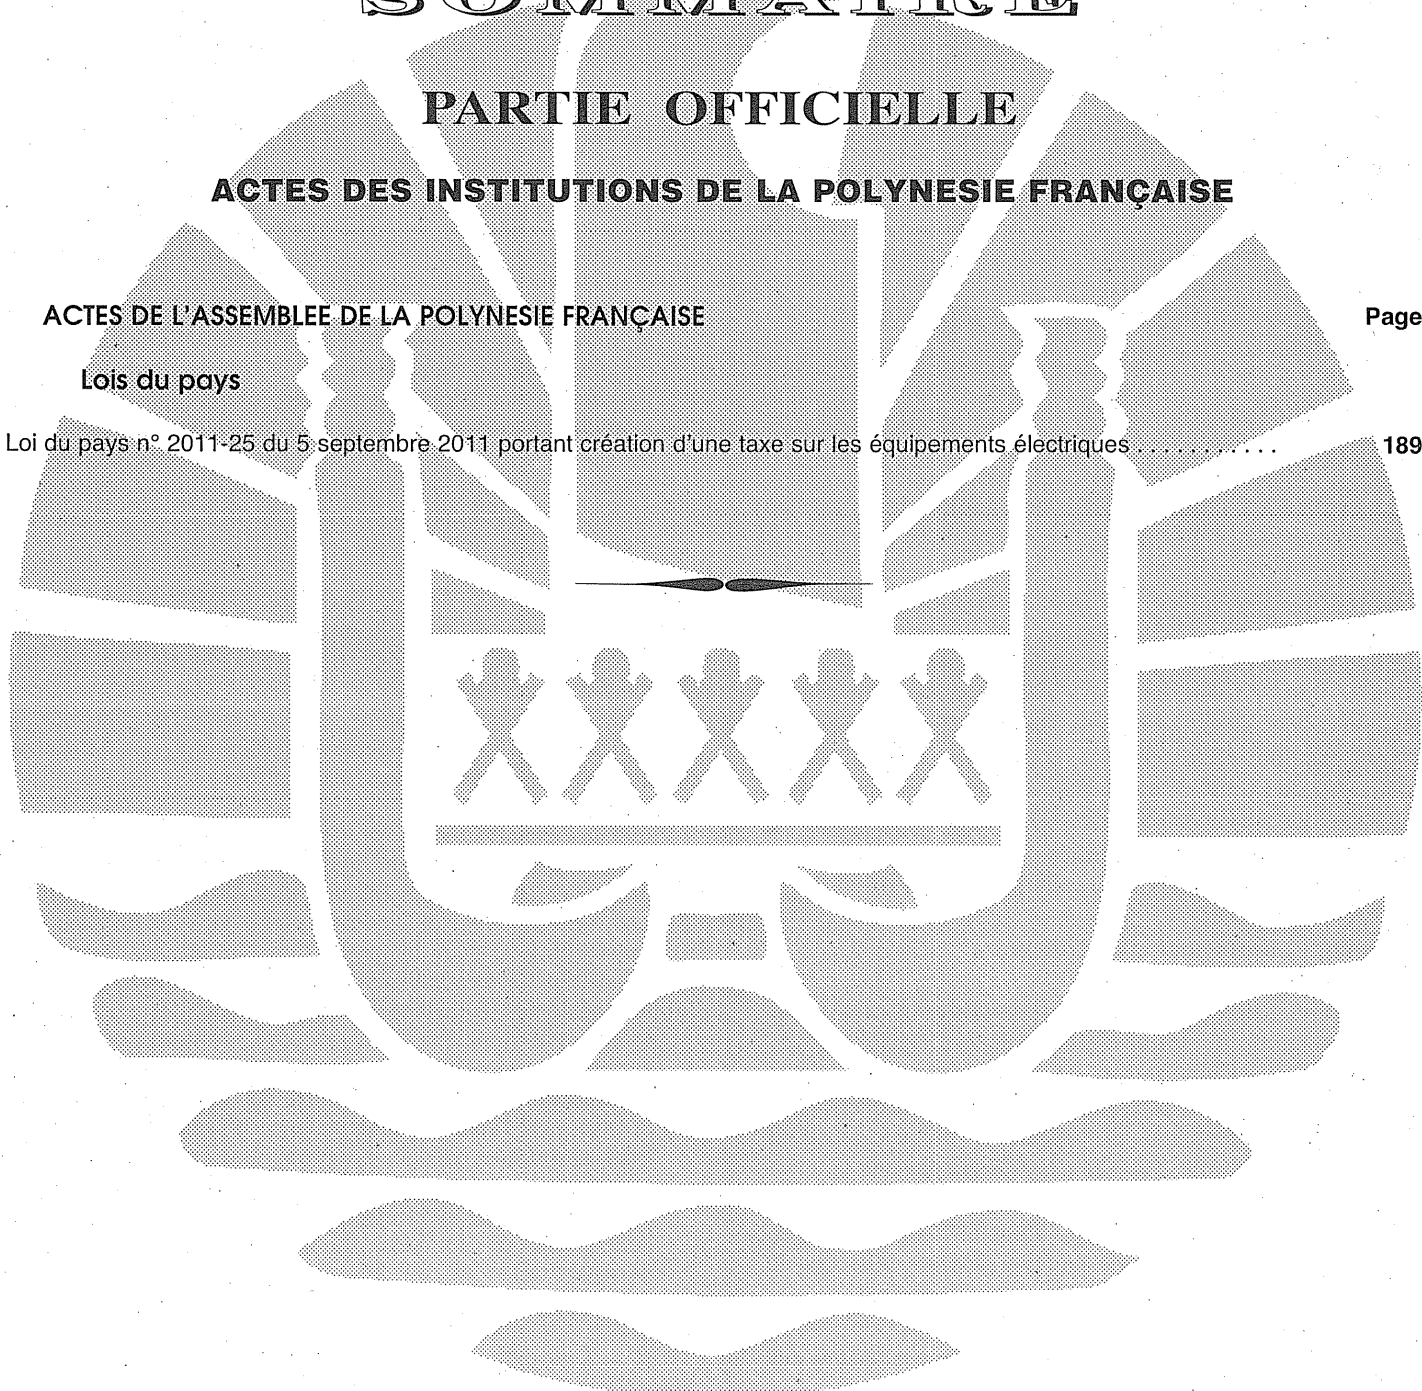 SOMMAIRE
PARTIE OFFICIELLE
ACTES DES INSTITUTIONS DE LA POLYNESIE FRANÇAISE
ACTES DE L'ASSEMBLEE DE LA POLYNESIE FRANÇAISE Page
Lois du pays
Loi du pays n° 2011-25 du 5 septembre 2011 portant création d'une taxe sur les équipements électriques . . . . . . . . . . . 189